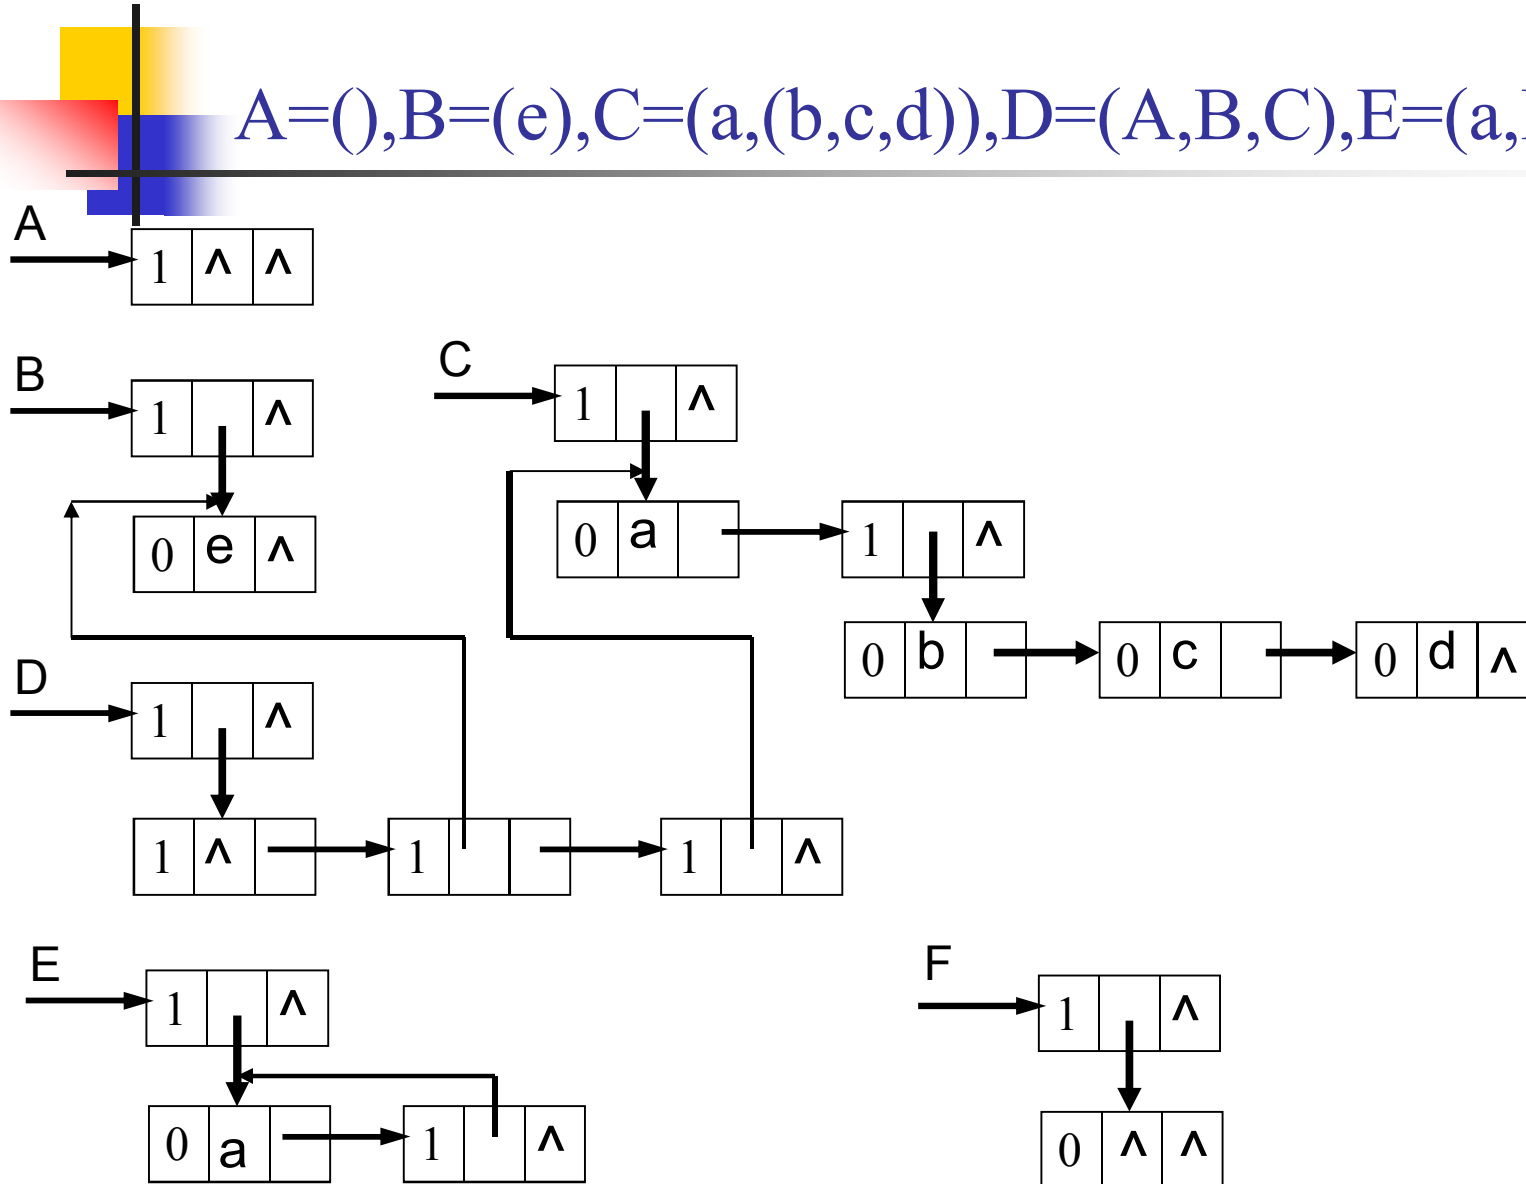 A=(),B=(e),C=(a,(b,c,d)),D=(A,B,C),E=(a,
A
1 ^ ^
B
1 ^
C
1 ^
0 e ^
0 a
1 ^
0 b
0 c
0 d ^
D
1 ^
1 ^
1
1 ^
E
1 ^
F
1 ^
0 a
1 ^
0 ^ ^